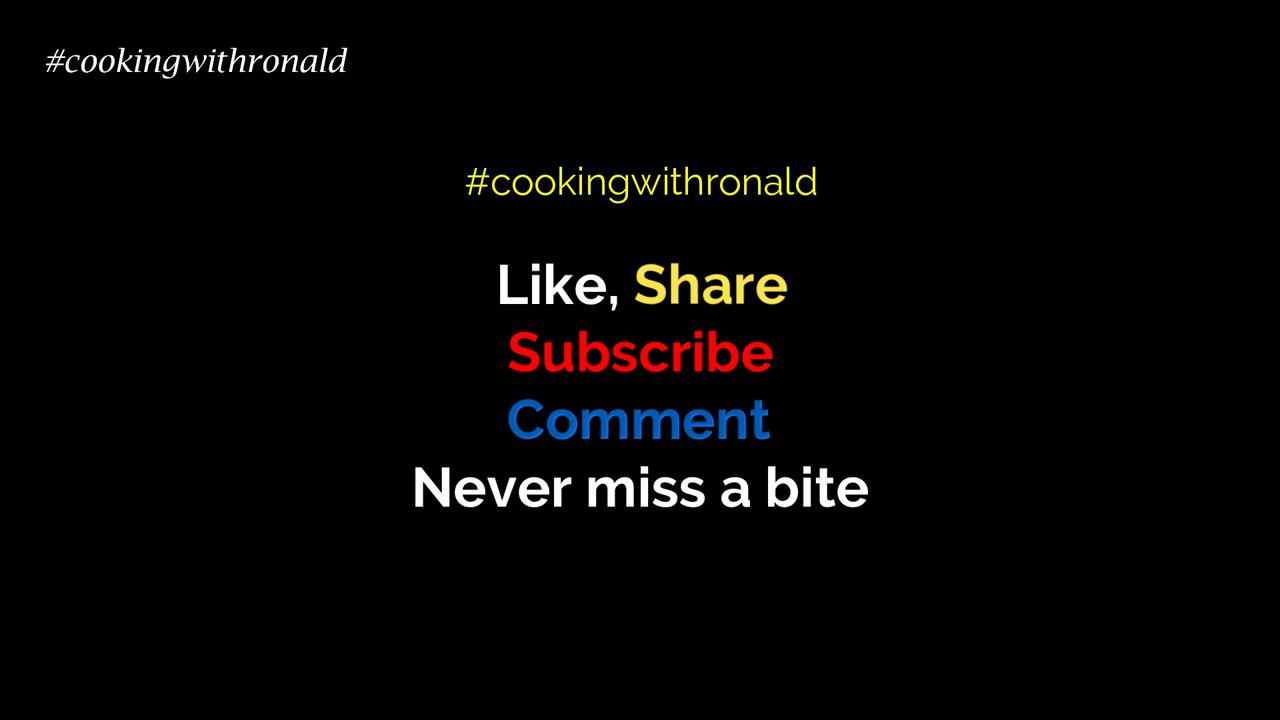 #cookingwithronald
#cookingwithronald
Like, Share
Subscribe
Comment
Never miss a bite